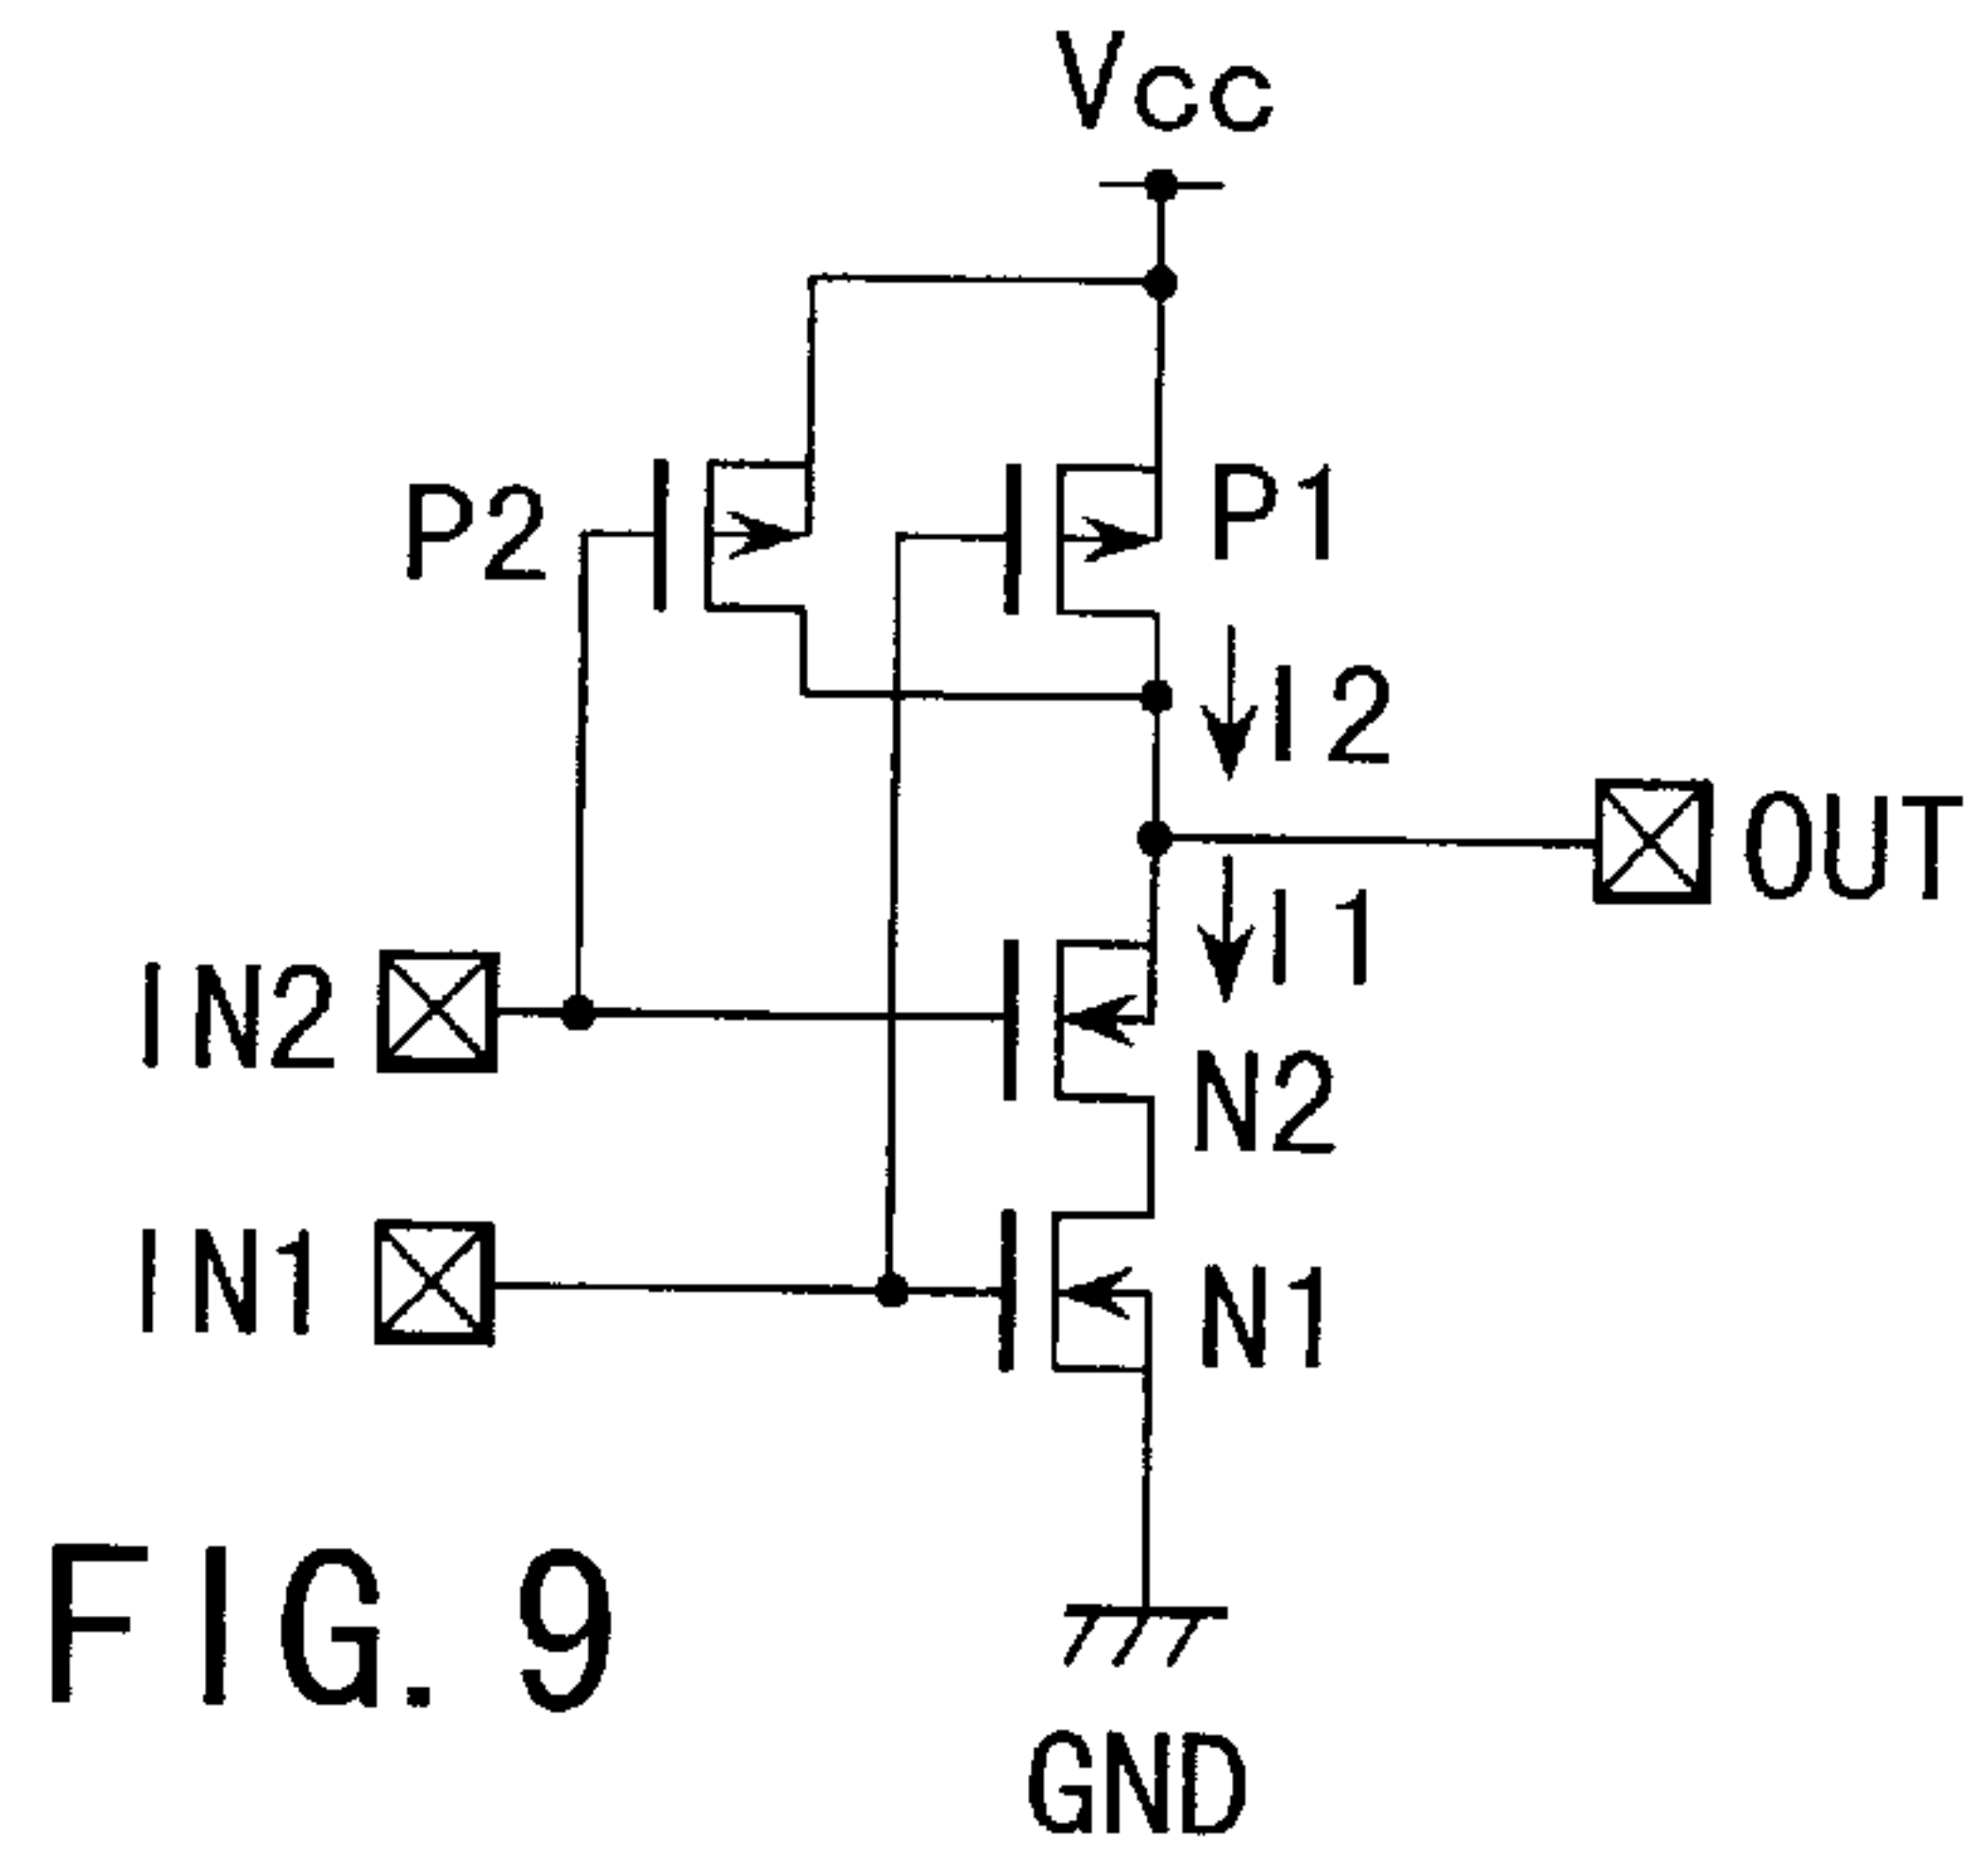 Vcc
P2
P1
I2
OUT
I1
IN2
N2
IN1
N1
FIG. 9
GND